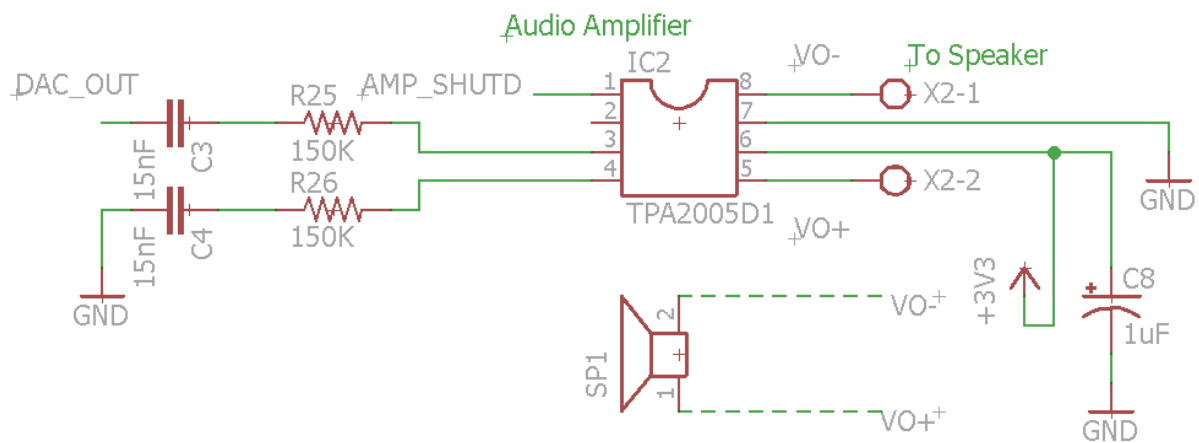 Audio Amplifier
IC2
VO-
To Speaker
DAC_OUT
AMP_SHUTD
1
8
X2-1
R25
2
7
150K
3
6
15nF
C3
R26
4
5
X2-2
TPA2005D1
GND
150K
VO+
15nF
C4
GND
+3V3
C8
1uF
SP1
2
VO-
1
VO+
GND